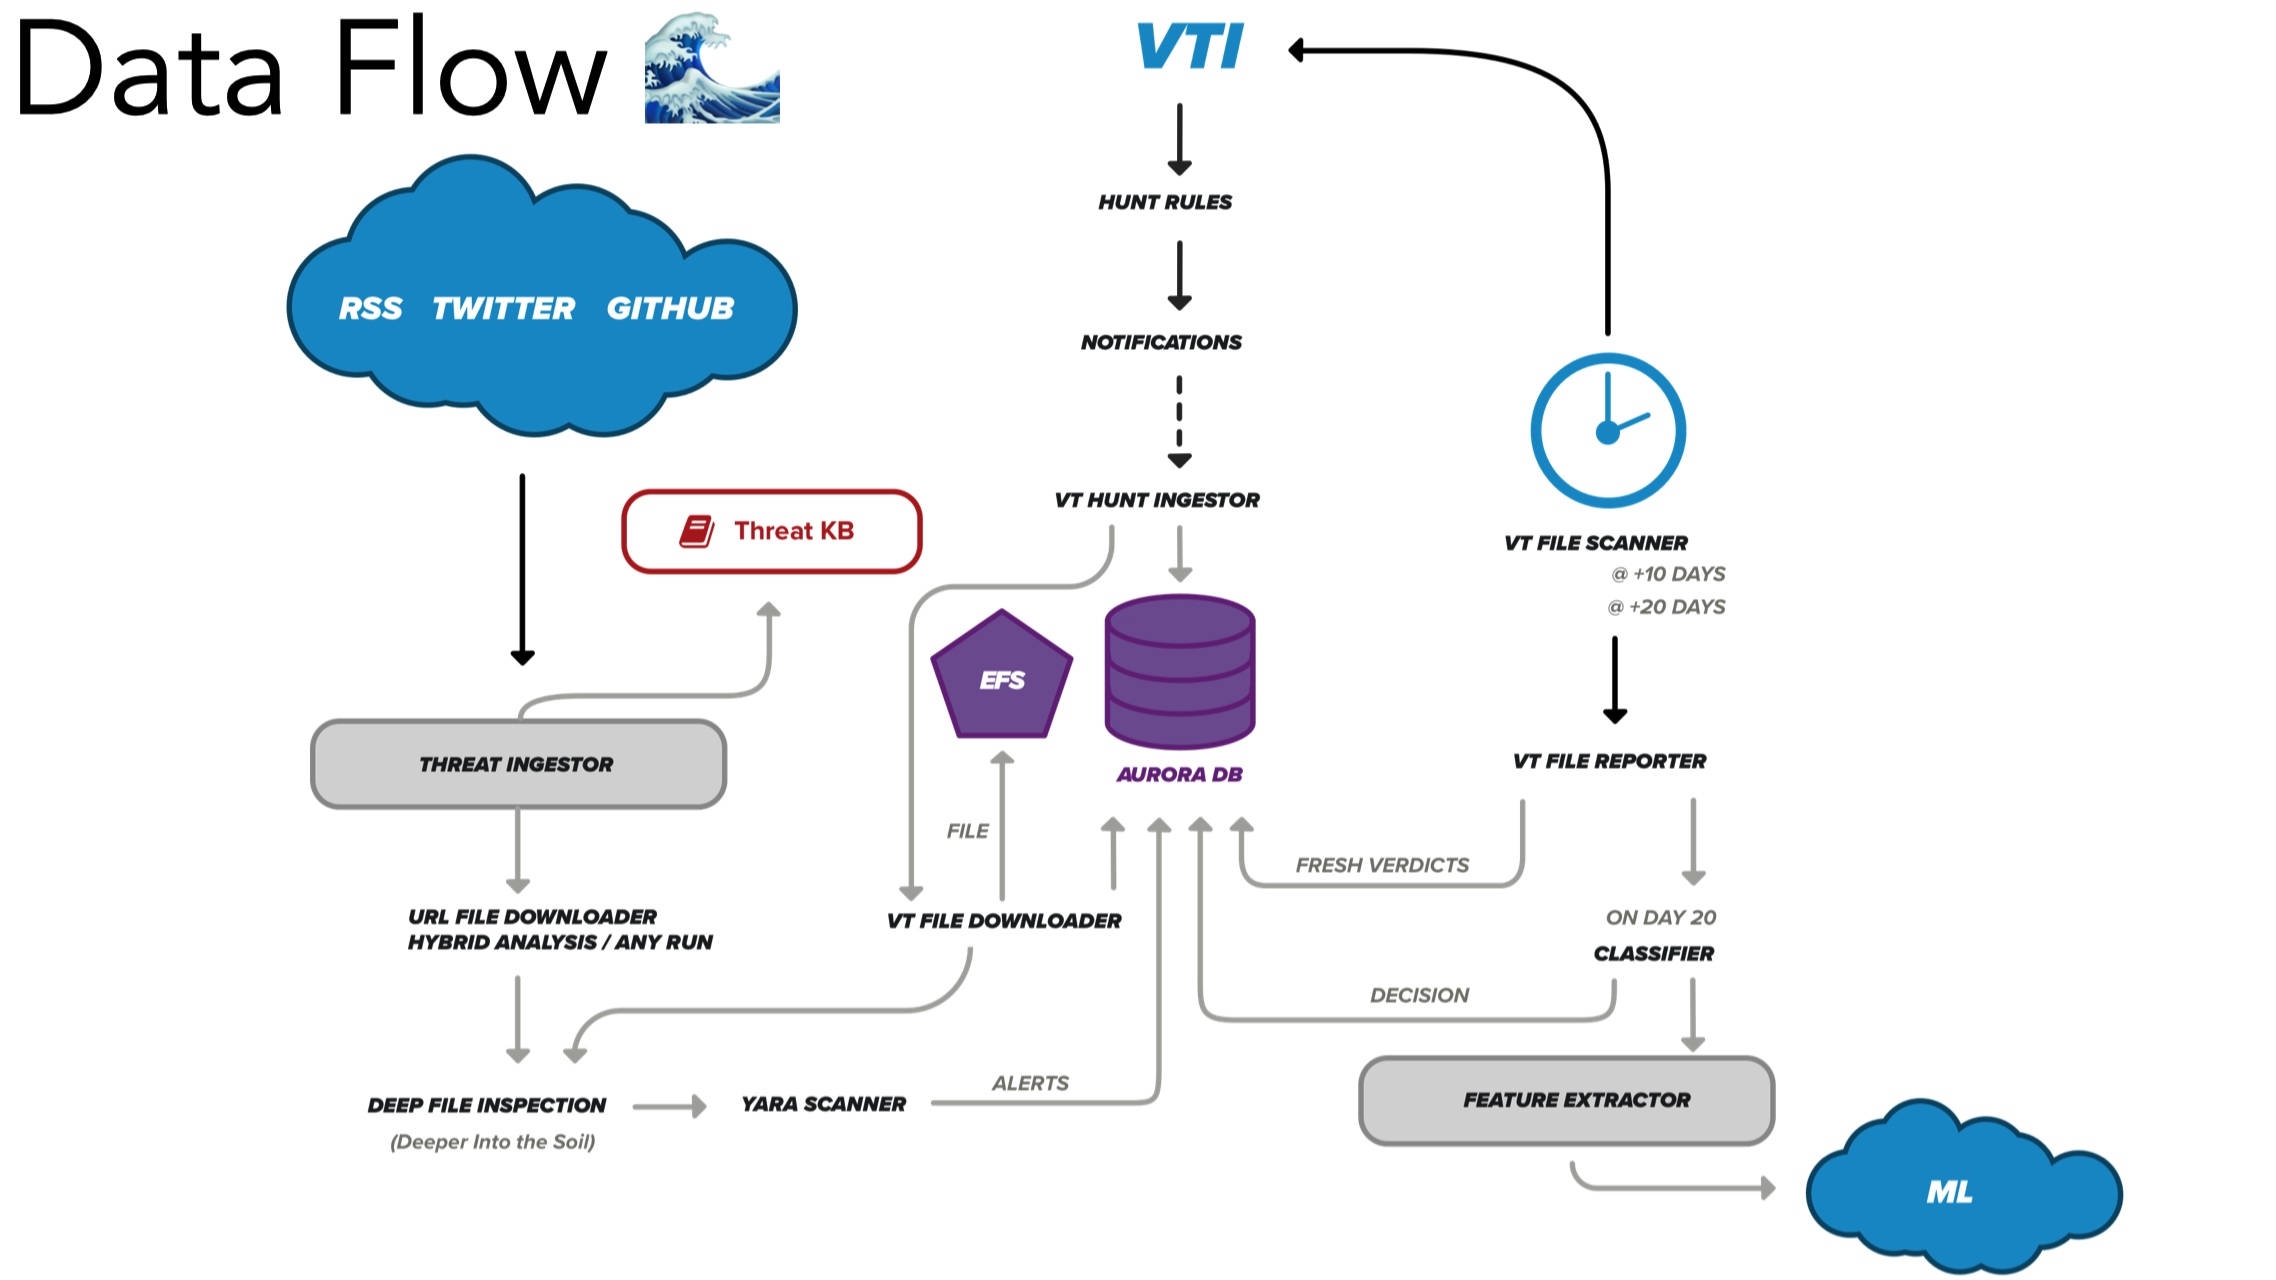 Data Flow
VTI
HUNT RULES
RSS TWITTER GITHUB
NOTIFICATIONS
VT HUNT INGESTOR
Threat KB
VT FILE SCANNER
@ +10 DAYS
@ +20 DAYS
EFS
THREAT INGESTOR
AURORA DB
VT FILE REPORTER
FILE
FRESH VERDICTS
URL FILE DOWNLOADER
HYBRID ANALYSIS / ANY RUN
VT FILE DOWNLOADER
ON DAY 20
CLASSIFIER
DECISION
DEEP FILE INSPECTION
(Deeper Into the Soil)
YARA SCANNER
ALERTS
FEATURE EXTRACTOR
ML